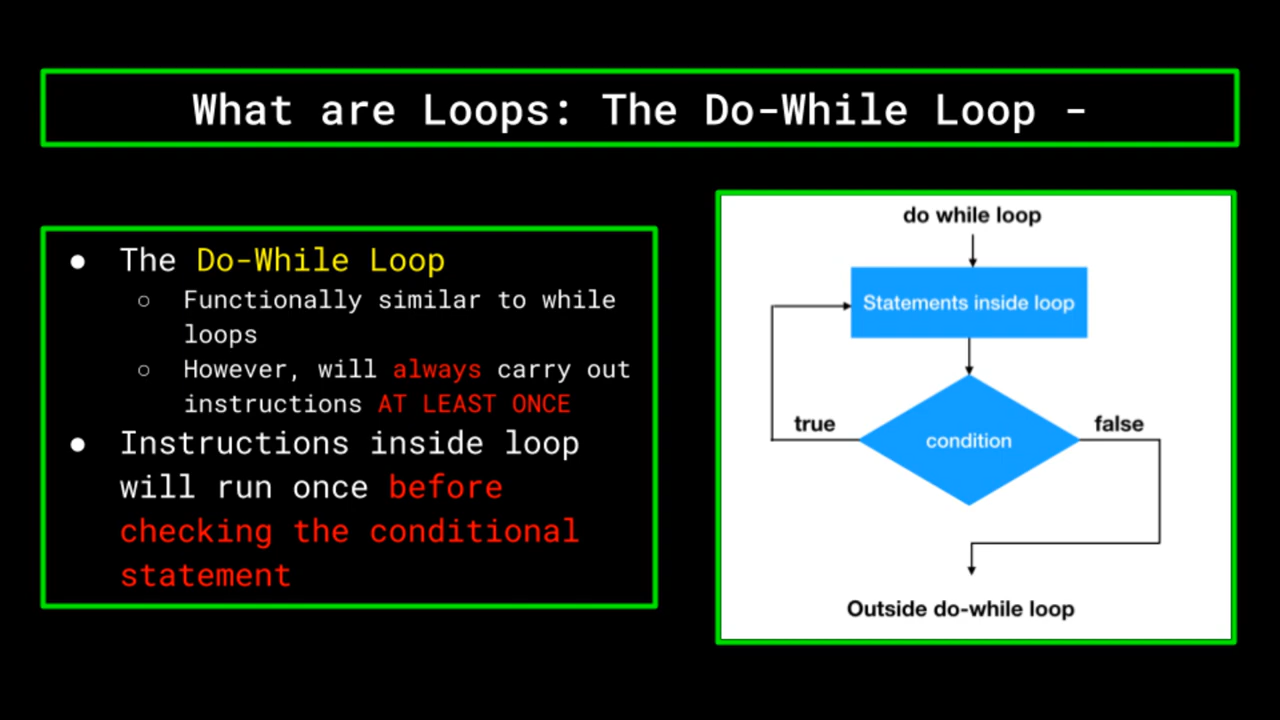 What are Loops: The Do-While Loop -
● The Do-While Loop
○ Functionally similar to while
loops
○ However, will always carry out
instructions AT LEAST ONCE
● Instructions inside loop
will run once before
checking the conditional
statement
do while loop
Statements inside loop
true
condition
false
Outside do-while loop